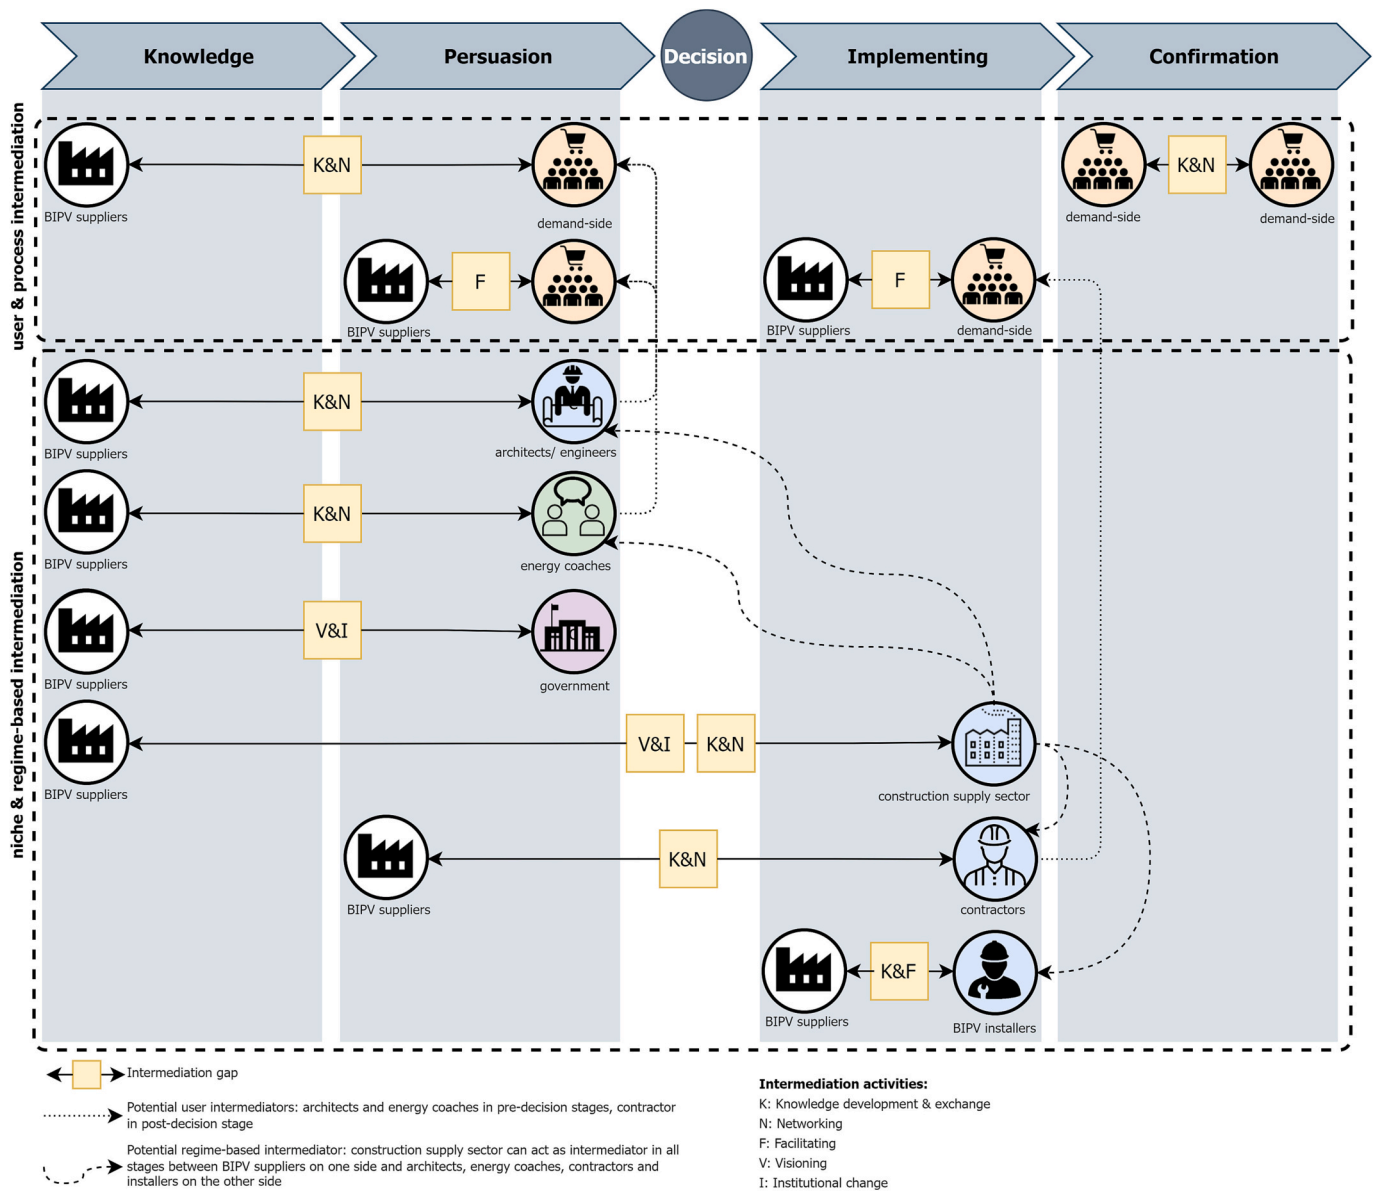 Knowledge
Persuasion
Decision
Implementing
Confirmation
user & process intermediation
K&N
BIPV suppliers
demand-side
K&N
demand-side
demand-side
F
BIPV suppliers
F
BIPV suppliers
demand-side
niche & regime-based intermediation
K&N
BIPV suppliers
architects/ engineers
K&N
BIPV suppliers
energy coaches
V&I
BIPV suppliers
government
V&I
K&N
BIPV suppliers
construction supply sector
K&N
BIPV suppliers
contractors
K&F
BIPV suppliers
BIPV installers
Intermediation gap
Potential user intermediators: architects and energy coaches in pre-decision stages, contractor
in post-decision stage
Potential regime-based intermediator: construction supply sector can act as intermediator in all
stages between BIPV suppliers on one side and architects, energy coaches, contractors and
installers on the other side
Intermediation activities:
K: Knowledge development & exchange
N: Networking
F: Facilitating
V: Visioning
I: Institutional change